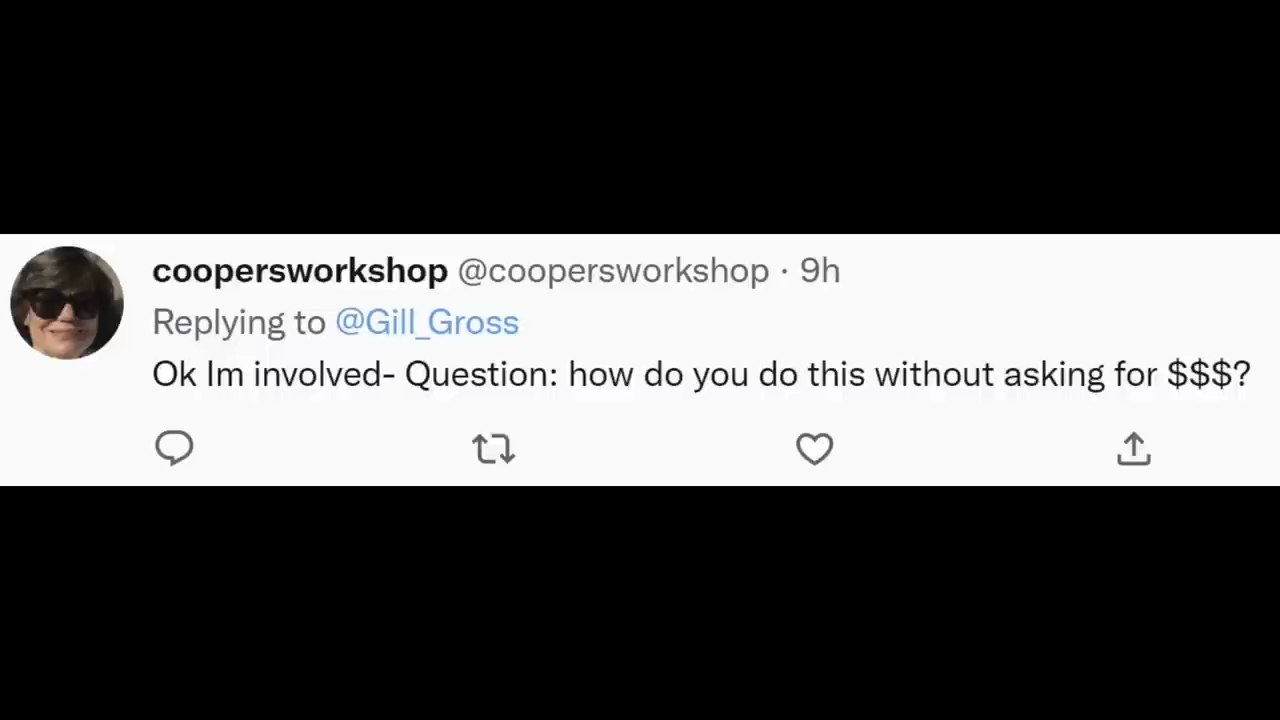 coopersworkshop @coopersworkshop · 9h
Replying to @Gill_Gross
Ok Im involved- Question: how do you do this without asking for $$$?